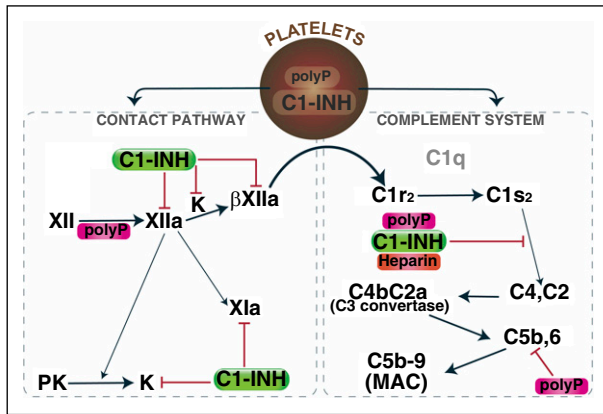 PLATELETS
polyP
C1-INH
CONTACT PATHWAY
COMPLEMENT SYSTEM
C1-INH
K
βXIIa
XII
polyP
XIIa
XIa
PK
K
C1-INH
C1q
C1r2
C1s2
polyP
C1-INH
Heparin
C4bC2a
(C3 convertase)
C4,C2
C5b,6
C5b-9
(MAC)
polyP